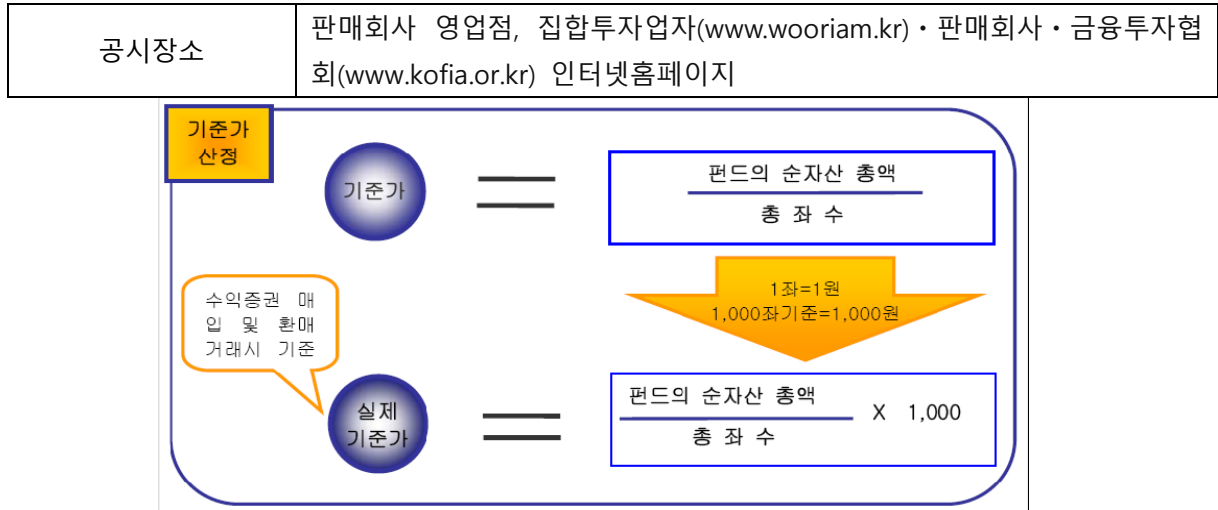 공시장소
판매회사 영업점, 집합투자업자(www.wooriam.kr)・판매회사・금융투자협
회(www.kofia.or.kr) 인터넷홈페이지
기준가
산정
기준가
펀드의 순자산 총액
총 좌 수
1좌=1원
1,000좌기준=1,000원
수익증권 매
입 및 환매
거래시 기준
실제
기준가
펀드의 순자산 총액
총 좌 수
X 1,000